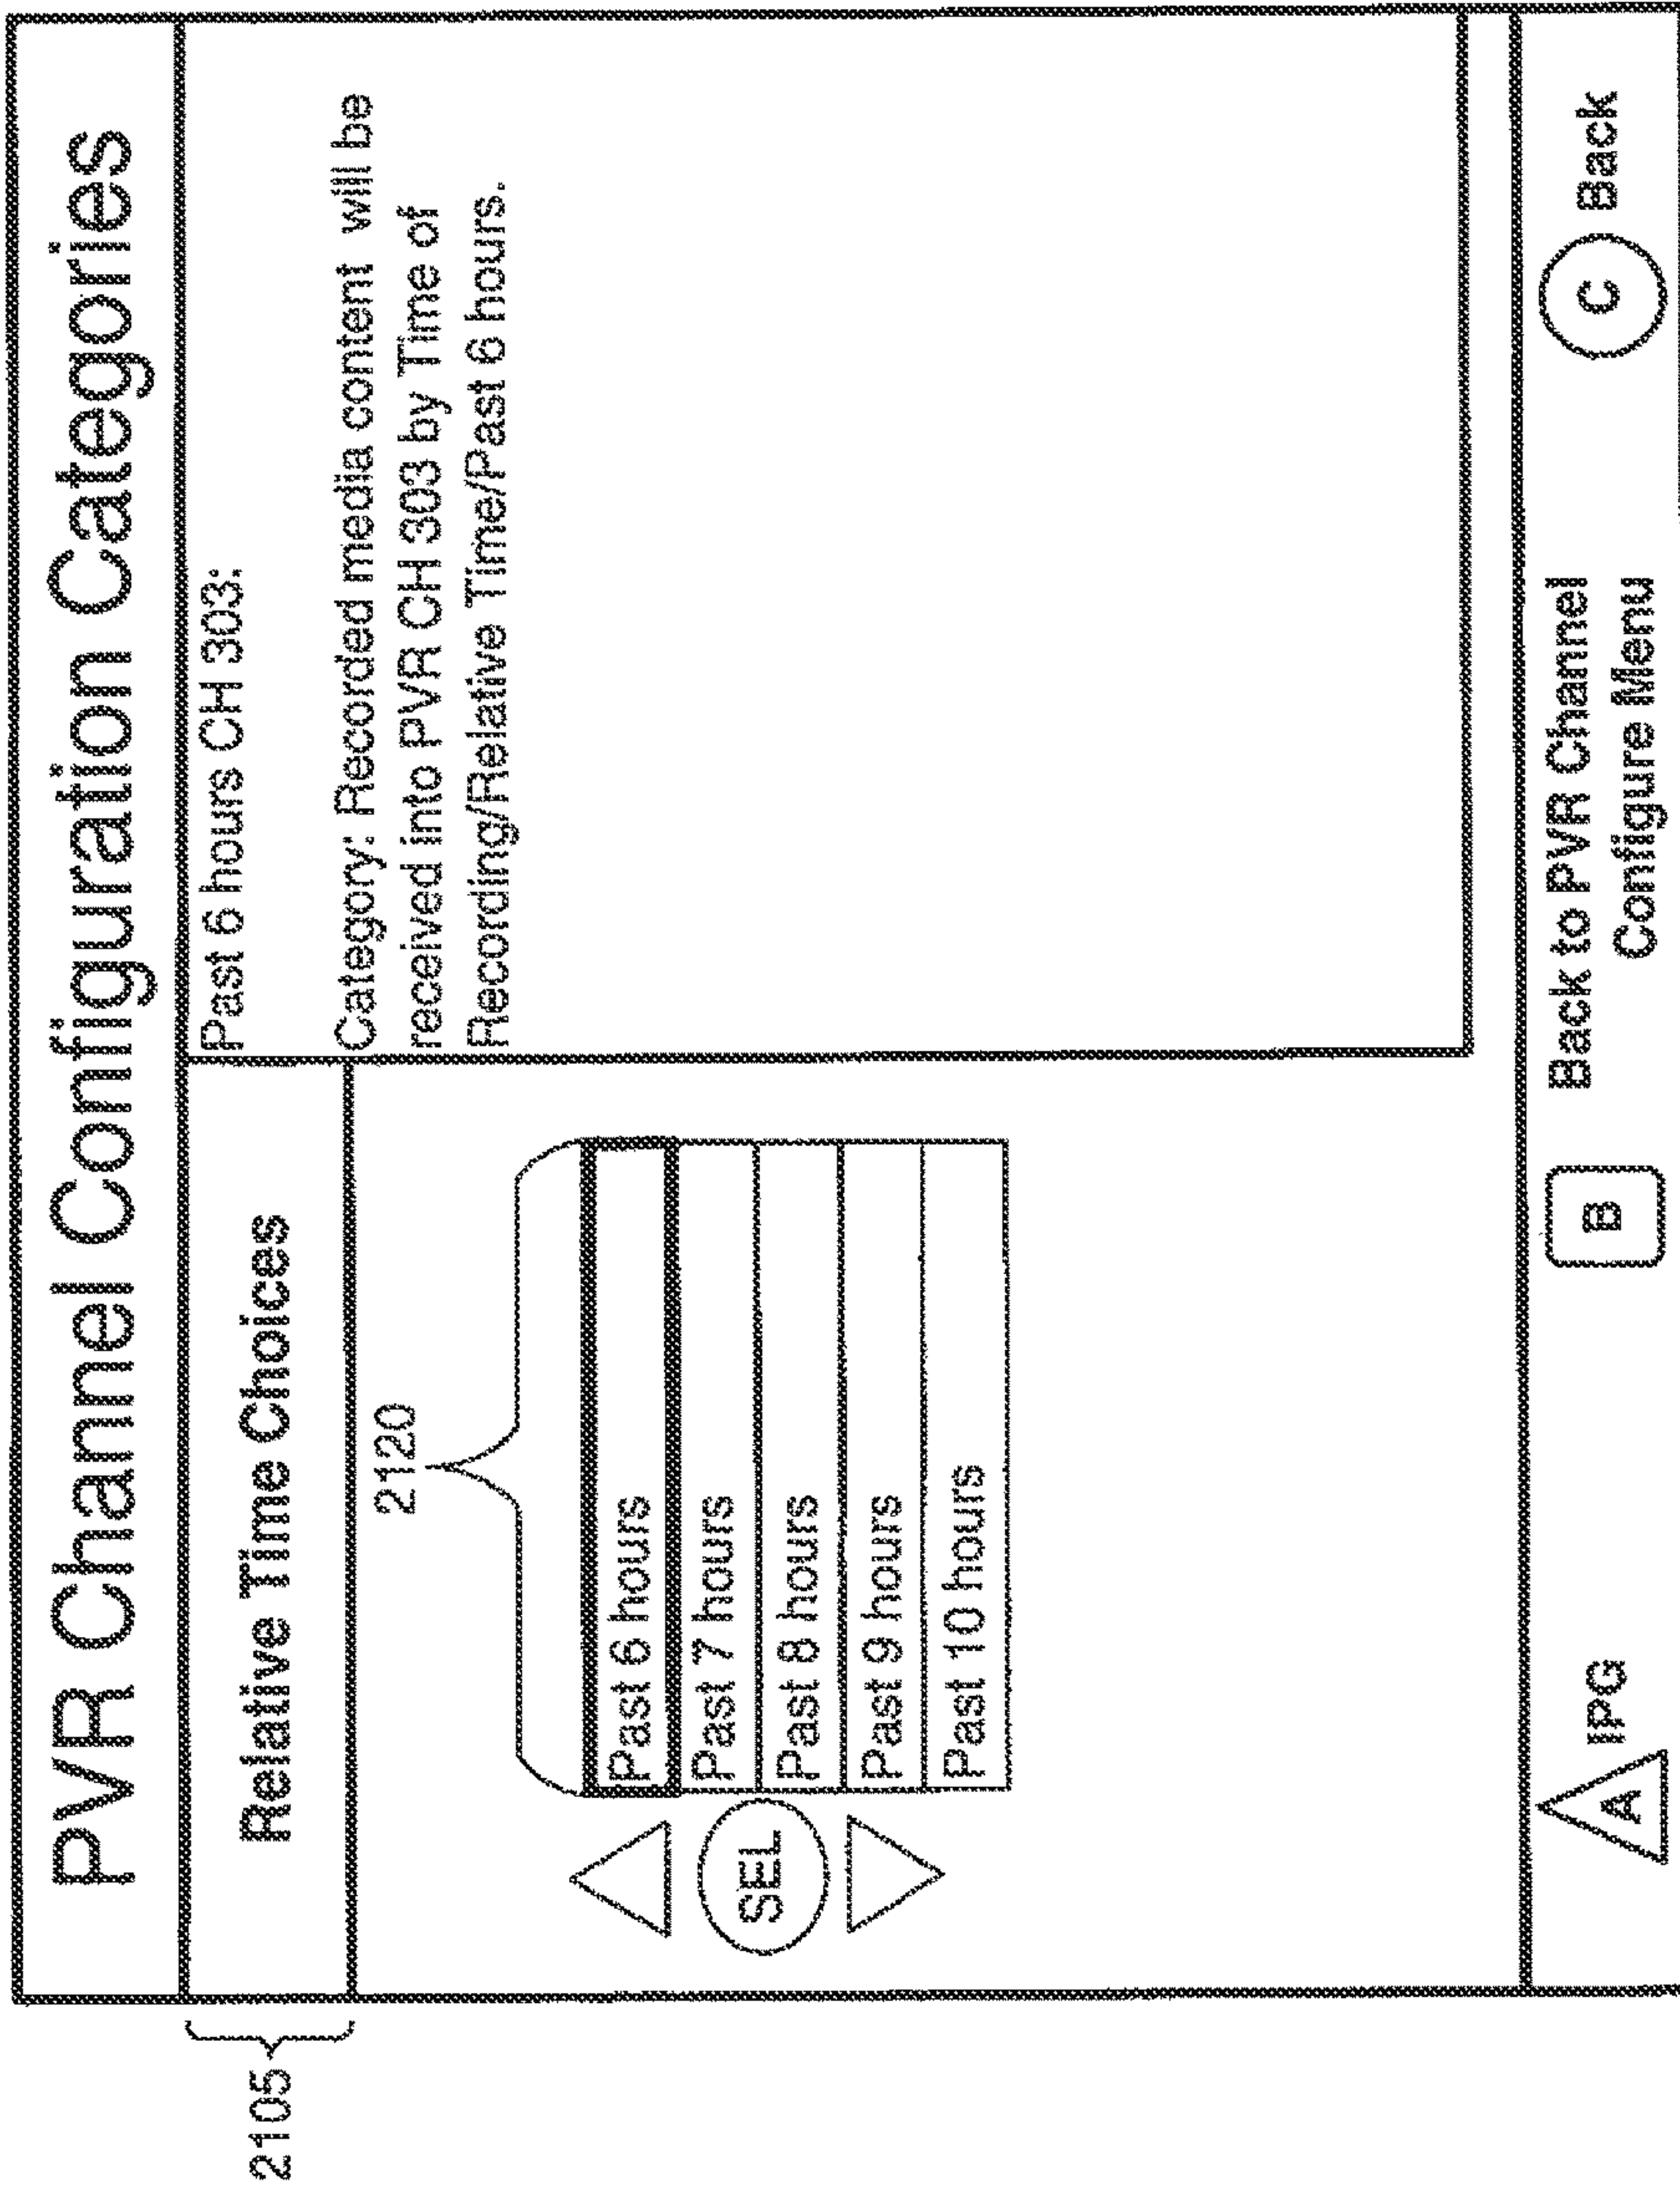 PVR Channel Configuration Categories
2105
Relative Time Choices
2120
Past 6 hours
Past 7 hours
Past 8 hours
Past 9 hours
Past 10 hours
SEL
Past 6 hours CH 303:
Category: Recorded media content will be
received into PVR CH 303 by Time of
Recording/Relative Time/Past 6 hours.
A
IPG
B
Back to PVR Channel
Configure Menu
C
Back